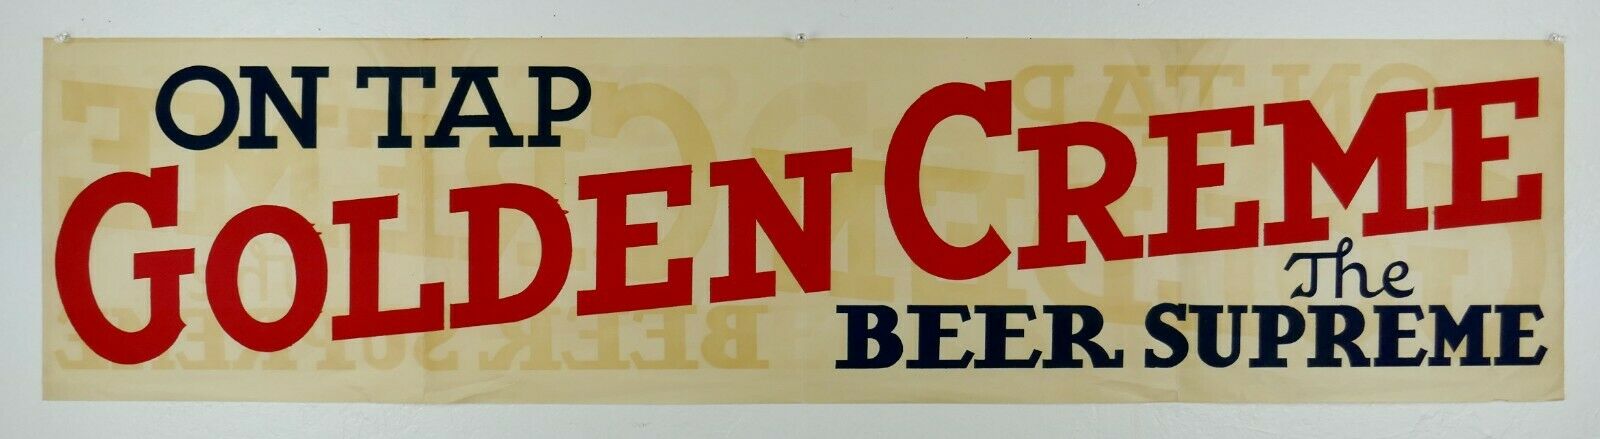 ON TAP
GOLDEN CREME
The
BEER SUPREME